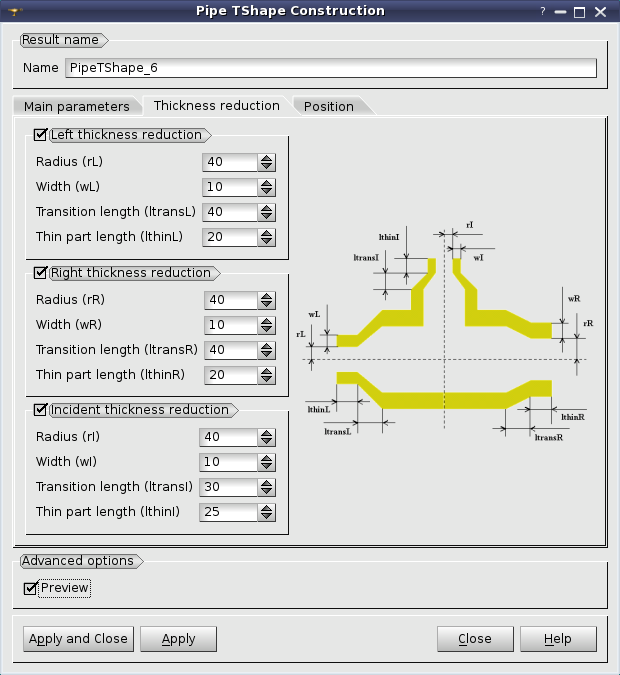 Pipe TShape Construction
?
Result name
Name PipeTShape_6
Main parameters Thickness reduction Position
Left thickness reduction
Radius (rL) 40
Width (wL) 10
Transition length (ltransL) 40
Thin part length (lthinL) 20
Right thickness reduction
Radius (rR) 40
Width (wR) 10
Transition length (ltransR) 40
Thin part length (lthinR) 20
Incident thickness reduction
Radius (rI) 40
Width (wI) 10
Transition length (ltransI) 30
Thin part length (lthinI) 25
rI
lthinI
ltransI
wI
wR
wL
rR
rL
lthinL
lthinR
ltransL
ltransR
Advanced options
Preview
Apply and Close Apply Close Help